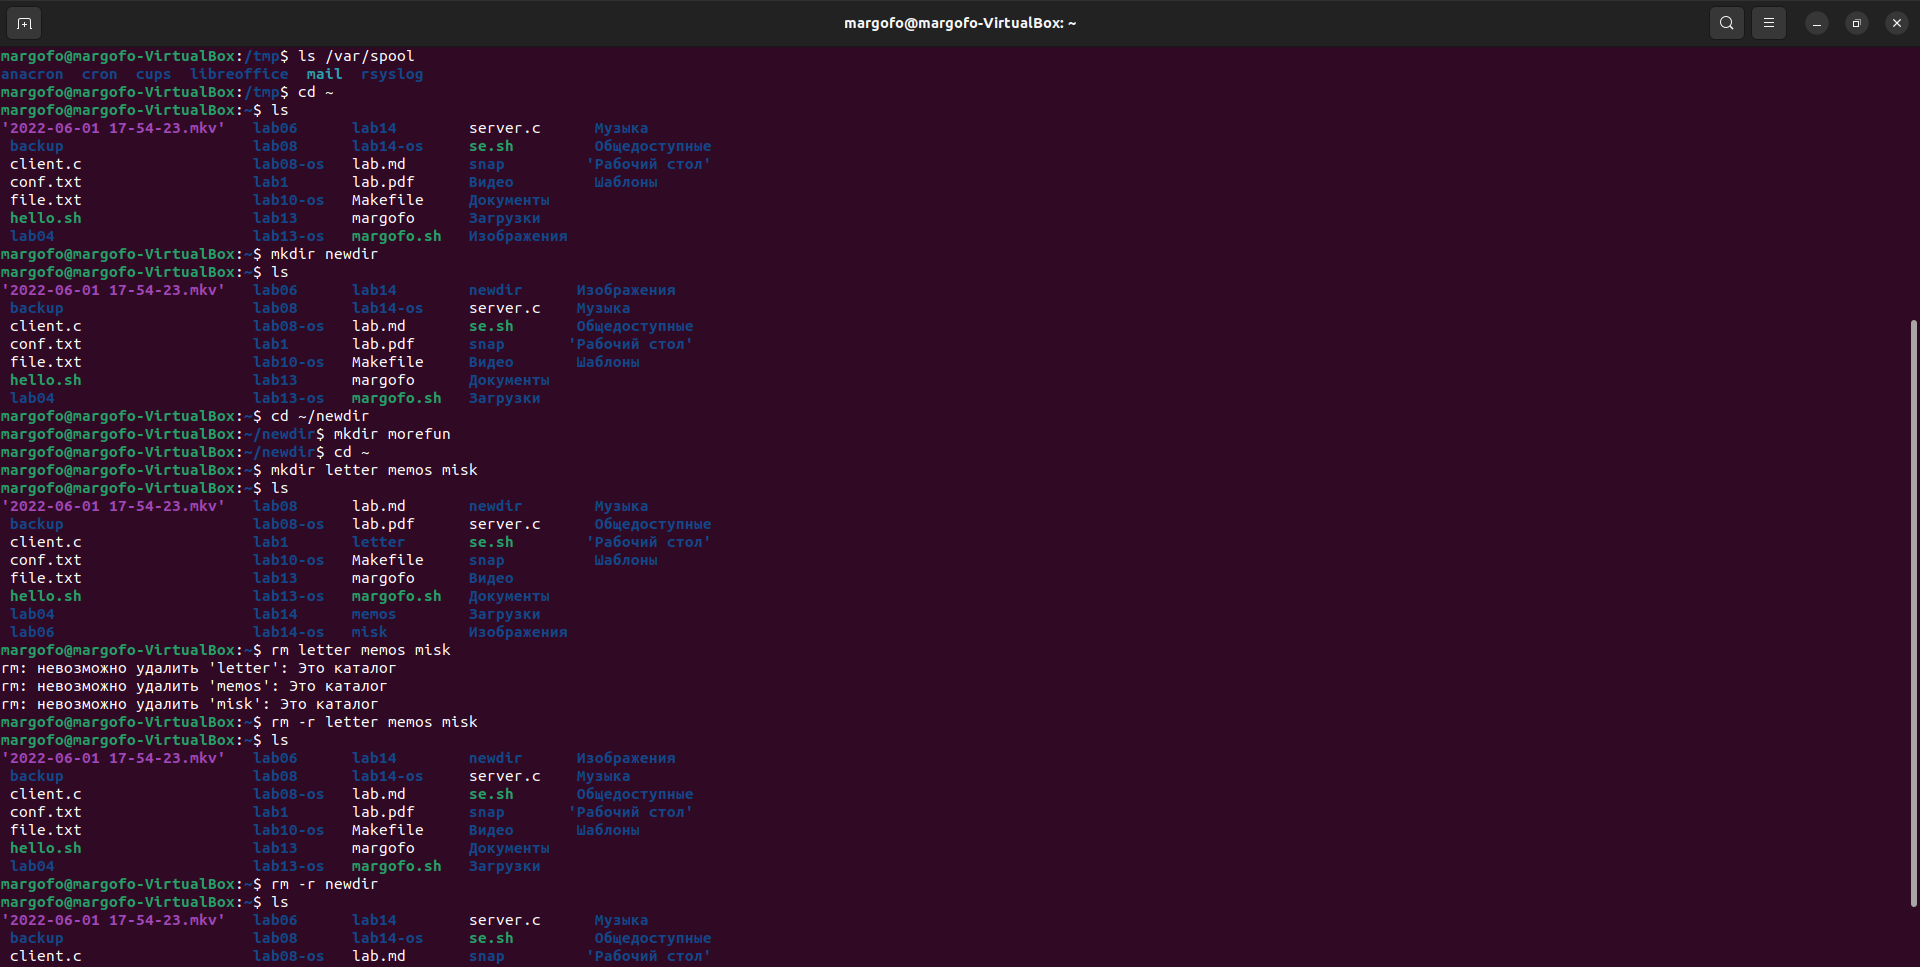 margofo@margofo-VirtualBox: ~
margofo@margofo-VirtualBox:/tmp$ ls /var/spool
anacron  cron  cups  libreoffice  mail  rsyslog
margofo@margofo-VirtualBox:/tmp$ cd ~
margofo@margofo-VirtualBox:~$ ls
'2022-06-01 17-54-23.mkv'   lab06      lab14        server.c      Музыка
 backup                     lab08      lab14-os     se.sh         Общедоступные
 client.c                   lab08-os   lab.md       snap         'Рабочий стол'
 conf.txt                   lab1       lab.pdf      Видео         Шаблоны
 file.txt                   lab10-os   Makefile     Документы
 hello.sh                   lab13      margofo      Загрузки
 lab04                      lab13-os   margofo.sh   Изображения
margofo@margofo-VirtualBox:~$ mkdir newdir
margofo@margofo-VirtualBox:~$ ls
'2022-06-01 17-54-23.mkv'   lab06      lab14        newdir      Изображения
 backup                     lab08      lab14-os     server.c    Музыка
 client.c                   lab08-os   lab.md       se.sh       Общедоступные
 conf.txt                   lab1       lab.pdf      snap       'Рабочий стол'
 file.txt                   lab10-os   Makefile     Видео       Шаблоны
 hello.sh                   lab13      margofo      Документы
 lab04                      lab13-os   margofo.sh   Загрузки
margofo@margofo-VirtualBox:~$ cd ~/newdir
margofo@margofo-VirtualBox:~/newdir$ mkdir morefun
margofo@margofo-VirtualBox:~/newdir$ cd ~
margofo@margofo-VirtualBox:~$ mkdir letter memos misk
margofo@margofo-VirtualBox:~$ ls
'2022-06-01 17-54-23.mkv'   lab08      lab.md       newdir        Музыка
 backup                     lab08-os   lab.pdf      server.c      Общедоступные
 client.c                   lab1       letter       se.sh        'Рабочий стол'
 conf.txt                   lab10-os   Makefile     snap          Шаблоны
 file.txt                   lab13      margofo      Видео
 hello.sh                   lab13-os   margofo.sh   Документы
 lab04                      lab14      memos        Загрузки
 lab06                      lab14-os   misk         Изображения
margofo@margofo-VirtualBox:~$ rm letter memos misk
rm: невозможно удалить 'letter': Это каталог
rm: невозможно удалить 'memos': Это каталог
rm: невозможно удалить 'misk': Это каталог
margofo@margofo-VirtualBox:~$ rm -r letter memos misk
margofo@margofo-VirtualBox:~$ ls
'2022-06-01 17-54-23.mkv'   lab06      lab14        newdir      Изображения
 backup                     lab08      lab14-os     server.c    Музыка
 client.c                   lab08-os   lab.md       se.sh       Общедоступные
 conf.txt                   lab1       lab.pdf      snap       'Рабочий стол'
 file.txt                   lab10-os   Makefile     Видео       Шаблоны
 hello.sh                   lab13      margofo      Документы
 lab04                      lab13-os   margofo.sh   Загрузки
margofo@margofo-VirtualBox:~$ rm -r newdir
margofo@margofo-VirtualBox:~$ ls
'2022-06-01 17-54-23.mkv'   lab06      lab14        server.c      Музыка
 backup                     lab08      lab14-os     se.sh         Общедоступные
 client.c                   lab08-os   lab.md       snap         'Рабочий стол'